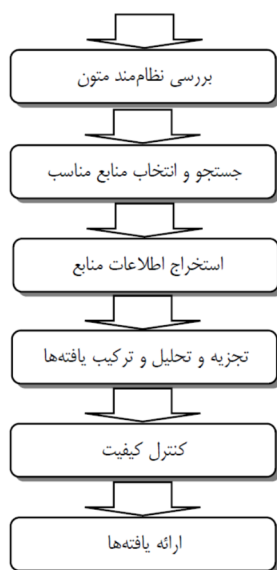 بررسی نظام‌مند متون
جستجو و انتخاب منابع مناسب
استخراج اطلاعات منابع
تجزیه و تحلیل و ترکیب یافته‌ها
کنترل کیفیت
ارائه یافته‌ها